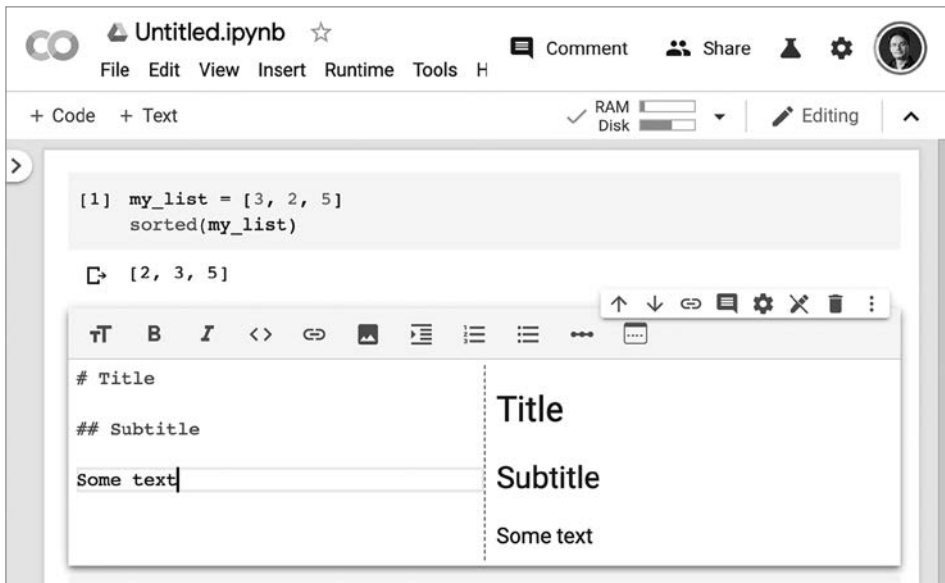 CO
Untitled.ipynb
Comment
Share
File Edit View Insert Runtime Tools H
+ Code + Text
RAM
Disk
Editing
[1] my_list = [3, 2, 5]
sorted(my_list)
[2, 3, 5]
# Title
## Subtitle
Some text
Title
Subtitle
Some text